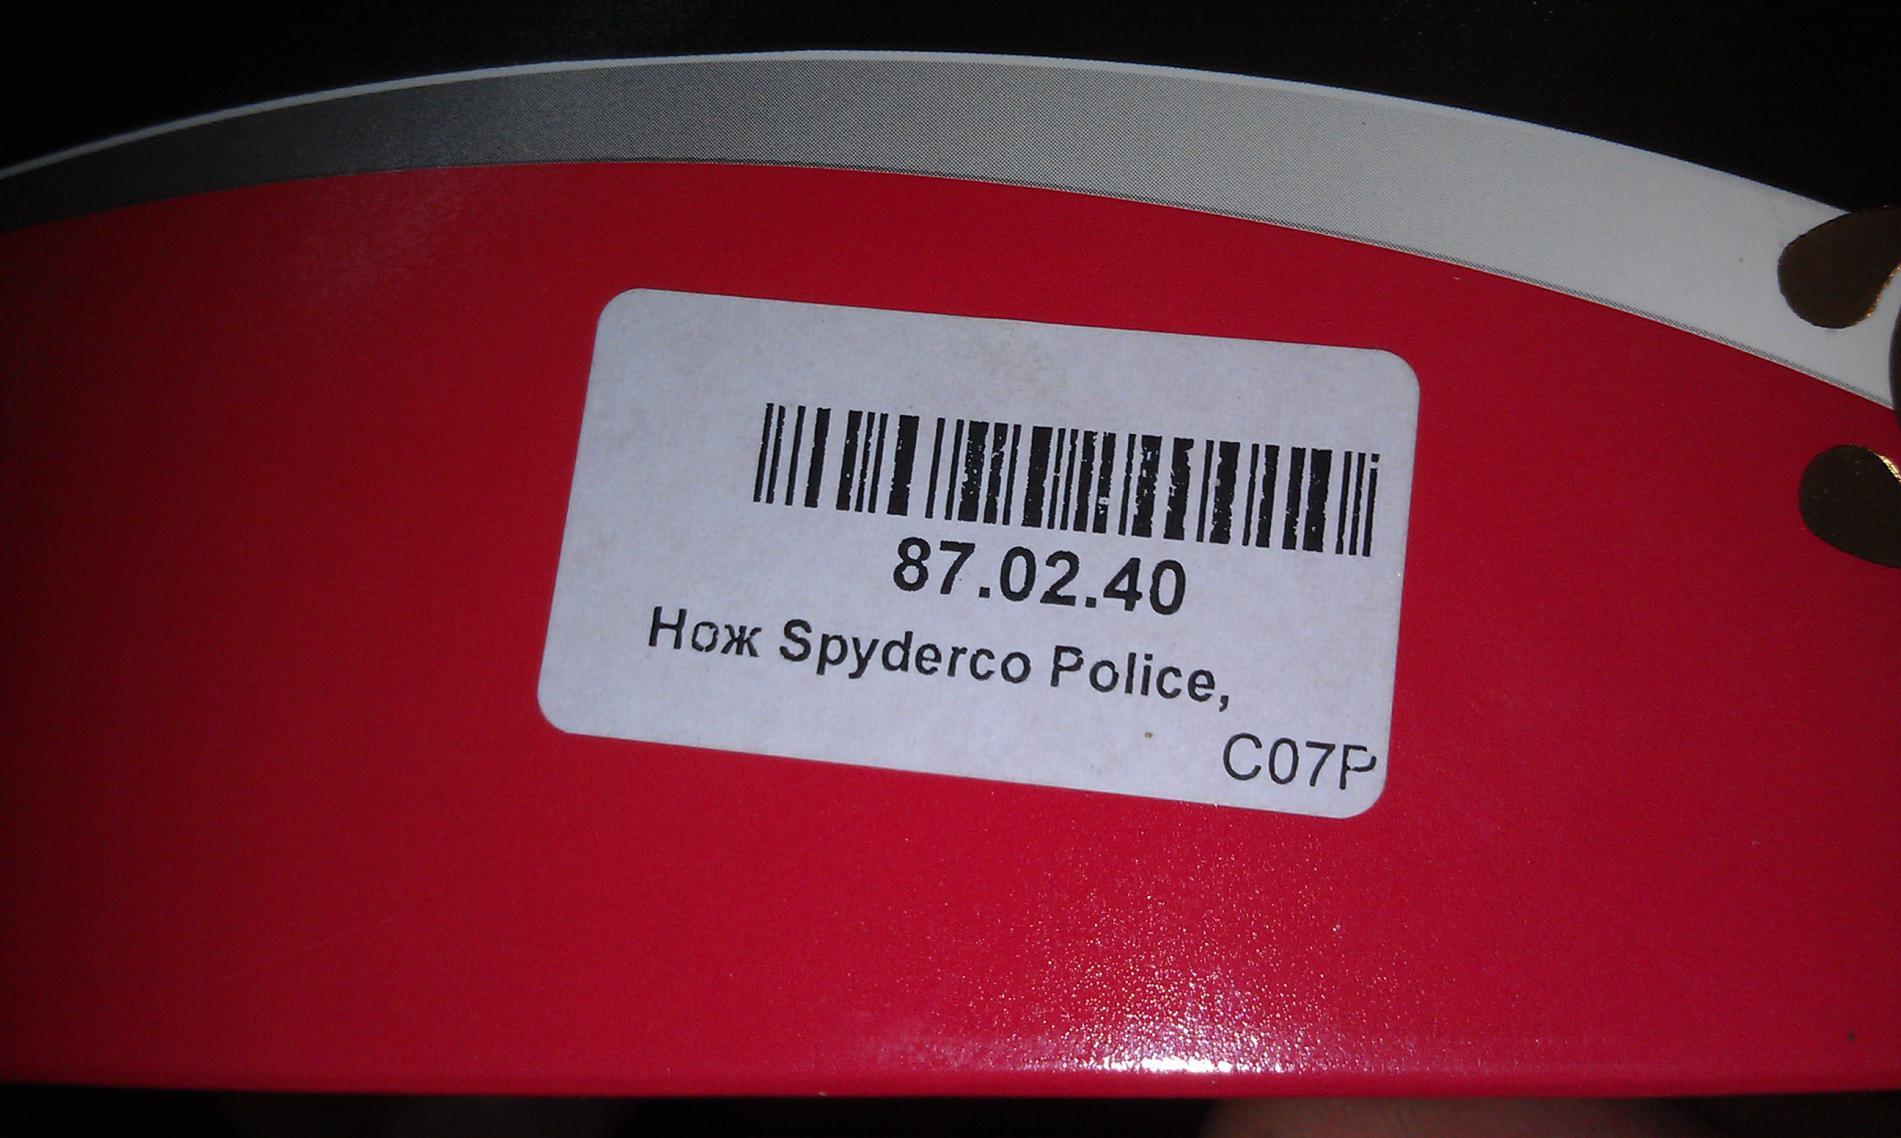 87.02.40
Нож Spyderco Police,
C07P